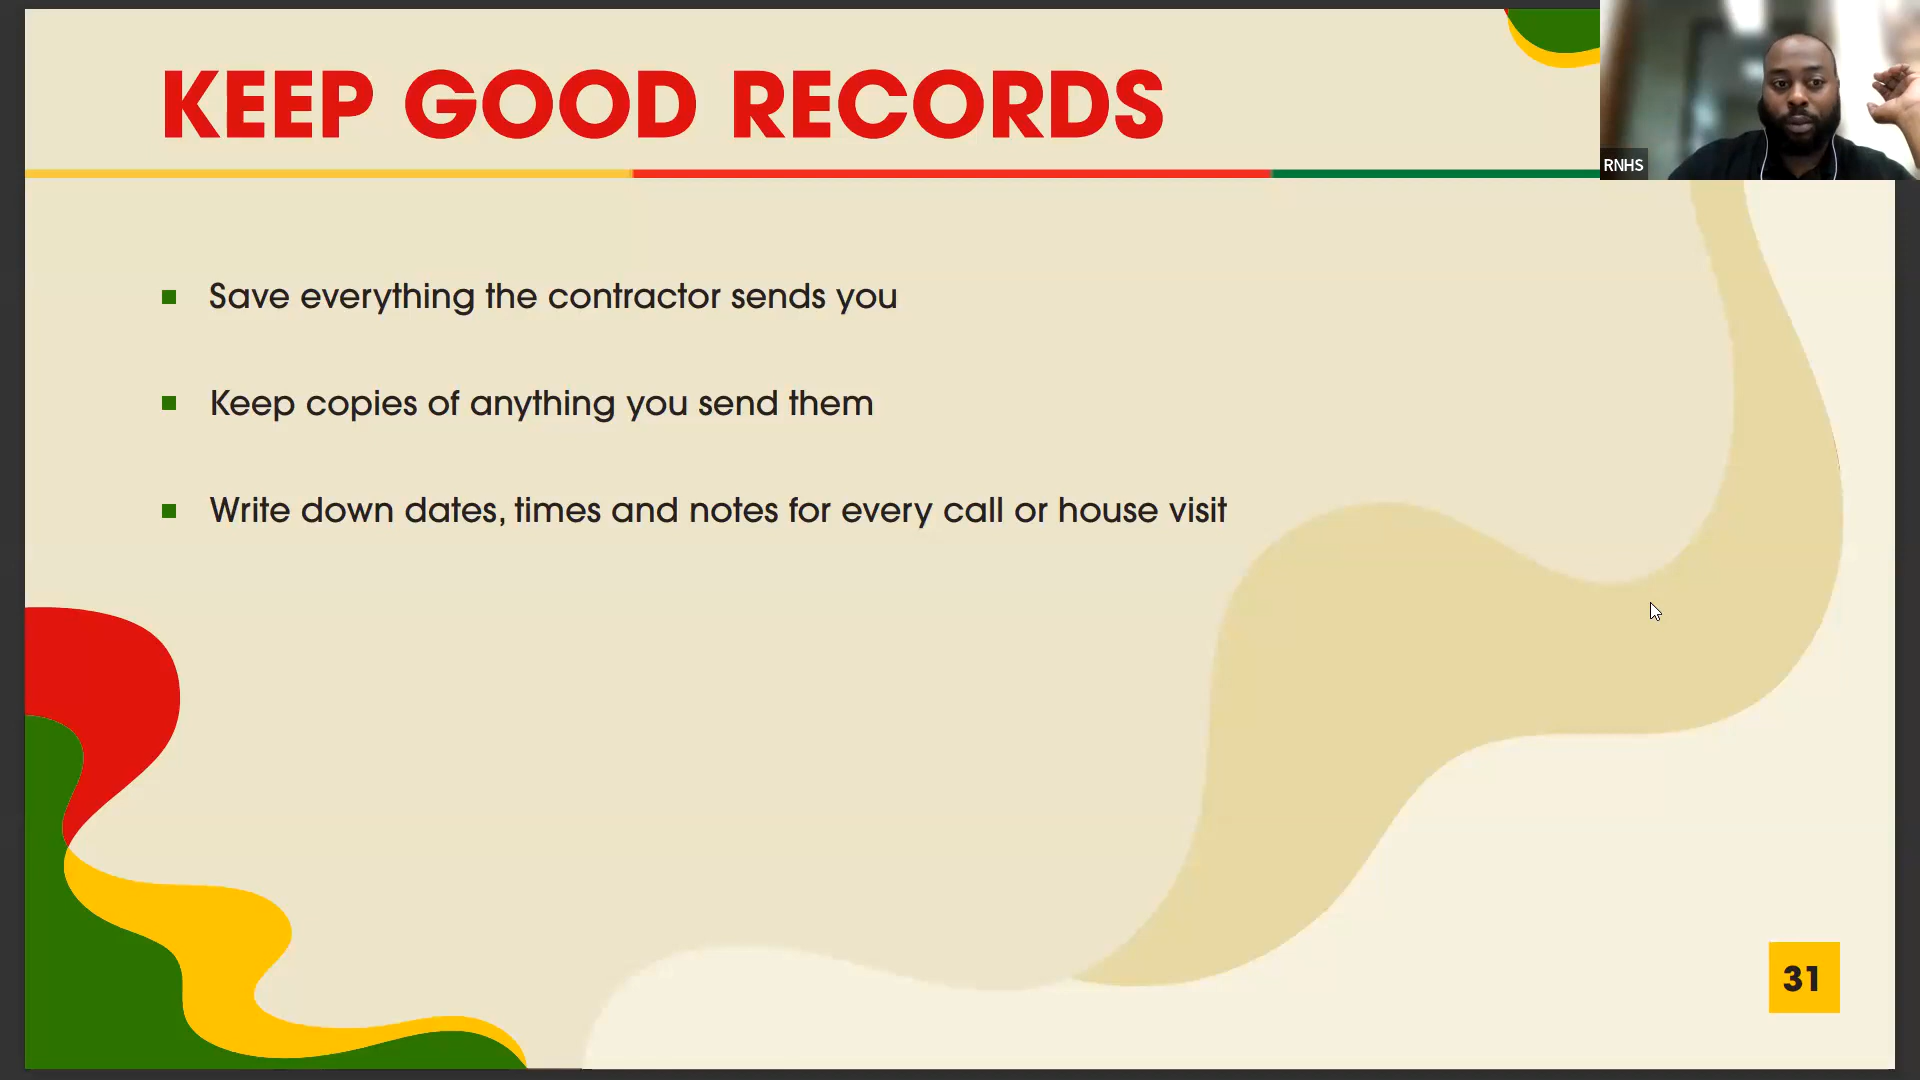 KEEP GOOD RECORDS
RNHS
Save everything the contractor sends you
Keep copies of anything you send them
Write down dates, times and notes for every call or house visit
31